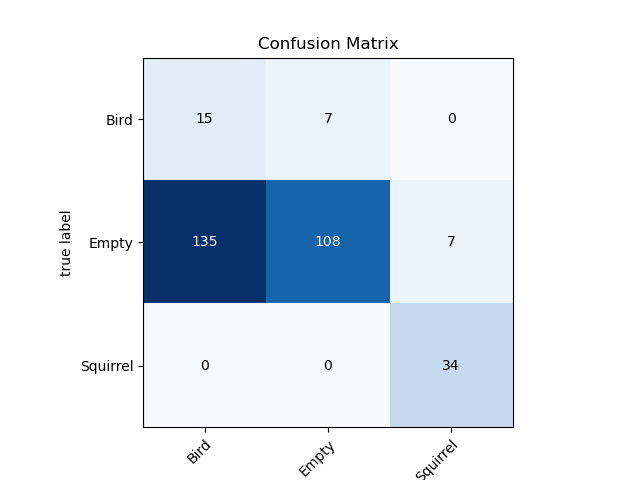 Confusion Matrix
Bird 15 7 0
true label
Empty 135 108 7
Squirrel 0 0 34
Bird Empty Squirrel